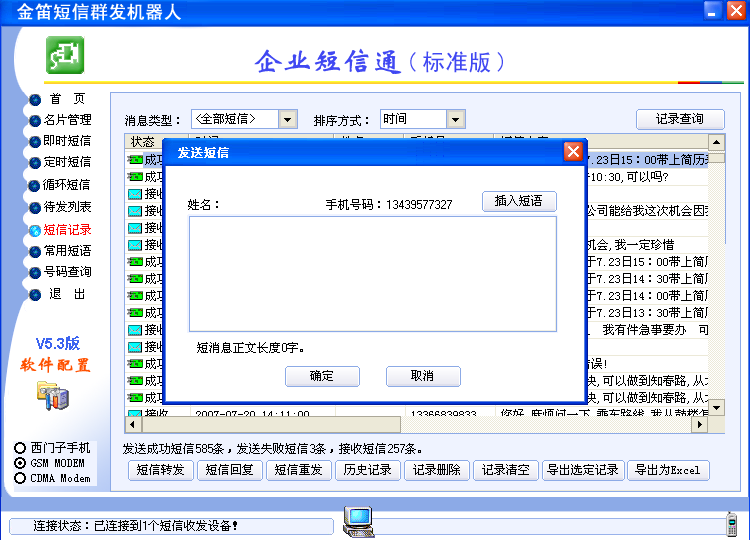 金笛短信群发机器人
企业短信通（标准版）
首 页
名片管理
即时短信
定时短信
循环短信
待发列表
短信记录
常用短语
号码查询
退 出
V5.3版
软件配置
西门子手机
GSM MODEM
CDMA Modem
消息类型： <全部短信> 排序方式： 时间 记录查询
状态
成功 7.23日15：00带上简历
成功 10:30,可以吗?
接收
接收 公司能给我这次机会因
接收
接收 机会,我一定珍惜
成功 于7.23日15：00带上简
成功 于7.23日14：30带上简
成功 于7.23日14：00带上简
成功 于7.23日13：30带上简
接收 我有件急事要办 可
接收
成功 错误!
成功 央,可以做到知春路,从
成功 央,可以做到知春路,从
接收 2007-07-20 14:11:00 13366839833 您好 麻烦问一下 乘车路线 我从鼓楼
发送短信
姓名： 手机号码：13439577327 插入短语
短消息正文长度0字。
确定 取消
发送成功短信585条，发送失败短信3条，接收短信257条。
短信转发 短信回复 短信重发 历史记录 记录删除 记录清空 导出选定记录 导出为Excel
连接状态：已连接到1个短信收发设备!